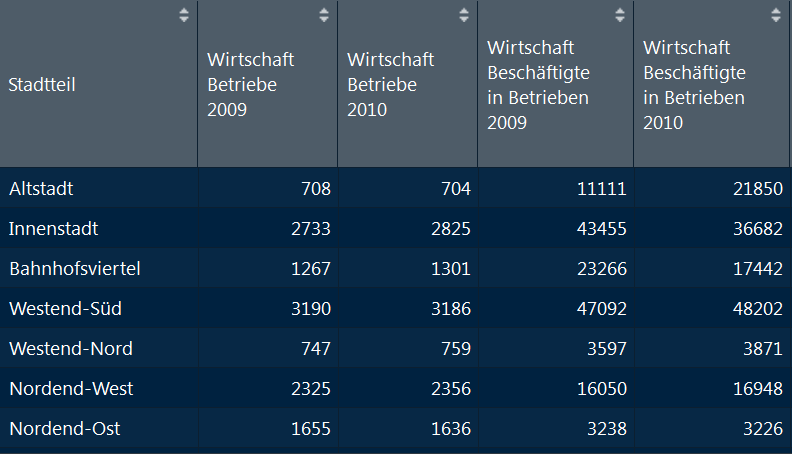 Stadtteil
Wirtschaft
Betriebe
2009
Wirtschaft
Betriebe
2010
Wirtschaft
Beschäftigte
in Betrieben
2009
Wirtschaft
Beschäftigte
in Betrieben
2010
Altstadt 708 704 11111 21850
Innenstadt 2733 2825 43455 36682
Bahnhofsviertel 1267 1301 23266 17442
Westend-Süd 3190 3186 47092 48202
Westend-Nord 747 759 3597 3871
Nordend-West 2325 2356 16050 16948
Nordend-Ost 1655 1636 3238 3226